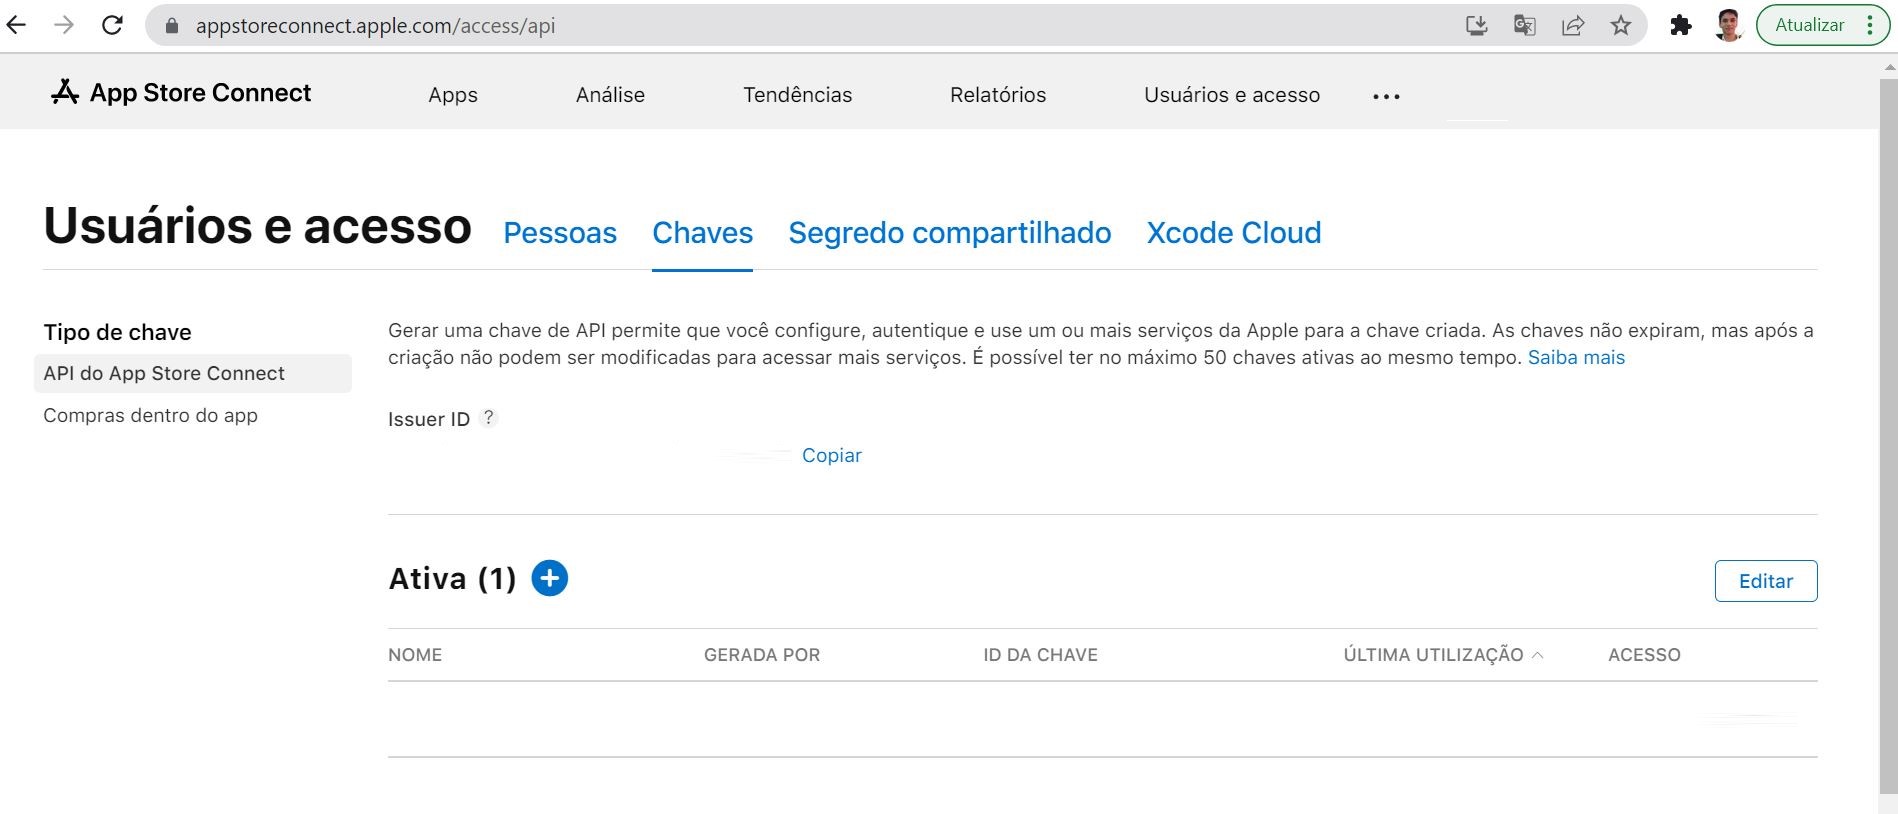 appstoreconnect.apple.com/access/api
Atualizar
App Store Connect
Apps
Análise
Tendências
Relatórios
Usuários e acesso
Usuários e acesso
Pessoas
Chaves
Segredo compartilhado
Xcode Cloud
Tipo de chave
API do App Store Connect
Compras dentro do app
Gerar uma chave de API permite que você configure, autentique e use um ou mais serviços da Apple para a chave criada. As chaves não expiram, mas após a
criação não podem ser modificadas para acessar mais serviços. É possível ter no máximo 50 chaves ativas ao mesmo tempo. Saiba mais
Issuer ID ?
Copiar
Ativa (1)
Editar
NOME
GERADA POR
ID DA CHAVE
ÚLTIMA UTILIZAÇÃO
ACESSO